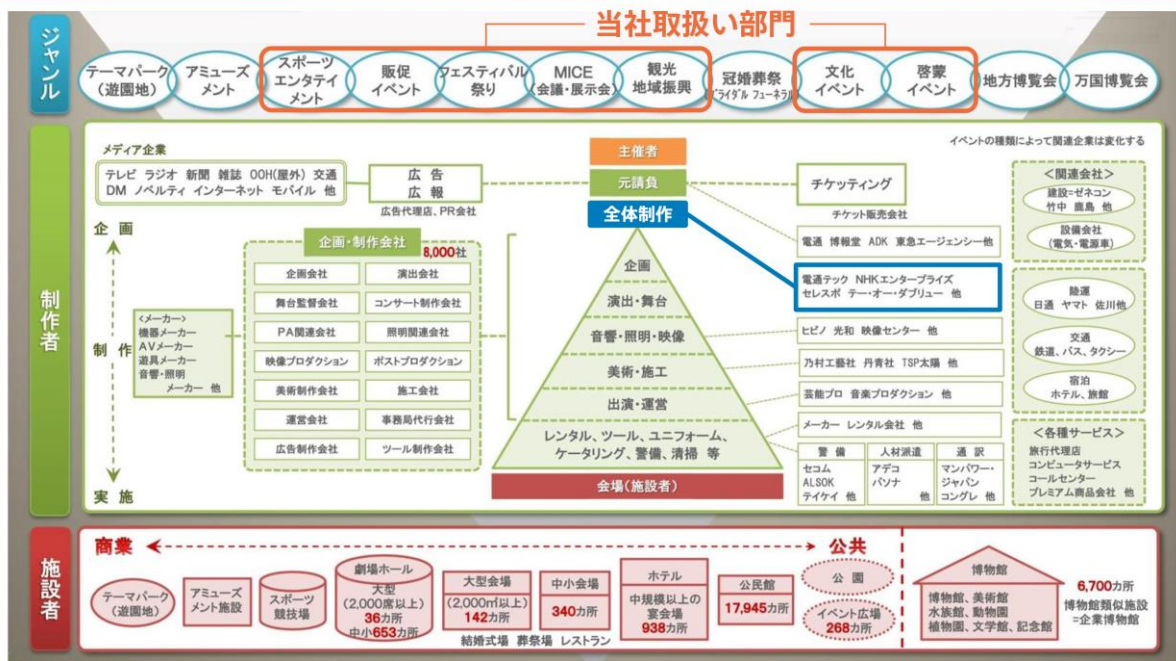 当社取扱い部門
ジャンル
テーマパーク
(遊園地)
アミューズ
メント
スポーツ
エンタテイ
メント
販促
イベント
フェスティバル
祭り
MICE
(会議・展示会)
観光
地域振興
冠婚葬祭
ブライダル フューネラル
文化
イベント
啓蒙
イベント
地方博覧会
万国博覧会
制作者
イベントの種類によって関連企業は変化する
メディア企業
テレビ ラジオ 新聞 雑誌 OOH(屋外) 交通
DM ノベルティ インターネット モバイル 他
広告
広報
広告代理店、PR会社
主催者
元請負
全体制作
チケッティング
チケット販売会社
企画
制作
実施
企画・制作会社
8,000社
企画会社
演出会社
舞台監督会社
コンサート制作会社
PA関連会社
照明関連会社
映像プロダクション
ポストプロダクション
美術制作会社
施工会社
運営会社
事務局代行会社
広告制作会社
ツール制作会社
<メーカー>
機器メーカー
AVメーカー
遊具メーカー
音響・照明
メーカー 他
企画
演出・舞台
音響・照明・映像
美術・施工
出演・運営
レンタル、ツール、ユニフォーム、
ケータリング、警備、清掃 等
会場(施設者)
電通 博報堂 ADK 東急エージェンシー他
電通テック NHKエンタープライズ
セレスポ テー・オー・ダブリュー 他
ヒビノ 光和 映像センター 他
乃村工藝社 丹青社 TSP太陽 他
芸能プロ 音楽プロダクション 他
メーカー レンタル会社 他
警備
セコム
ALSOK
テイケイ 他
人材派遣
アデコ
パソナ
他
通訳
マンパワー・
ジャパン
コングレ 他
<関連会社>
建設=ゼネコン
竹中 鹿島 他
設備会社
(電気・電源車)
陸運
日通 ヤマト 佐川他
交通
鉄道、バス、タクシー
宿泊
ホテル、旅館
<各種サービス>
旅行代理店
コンピュータサービス
コールセンター
プレミアム商品会社 他
施設者
商業
公共
テーマパーク
(遊園地)
アミューズ
メント施設
スポーツ
競技場
劇場ホール
大型
(2,000席以上)
36カ所
中小653カ所
大型会場
(2,000㎡以上)
142カ所
中小会場
340カ所
ホテル
中規模以上の
宴会場
938カ所
公民館
17,945カ所
公園
イベント広場
268カ所
結婚式場 葬祭場 レストラン
博物館
博物館、美術館
水族館、動物園
植物園、文学館、記念館
6,700カ所
博物館類似施設
=企業博物館